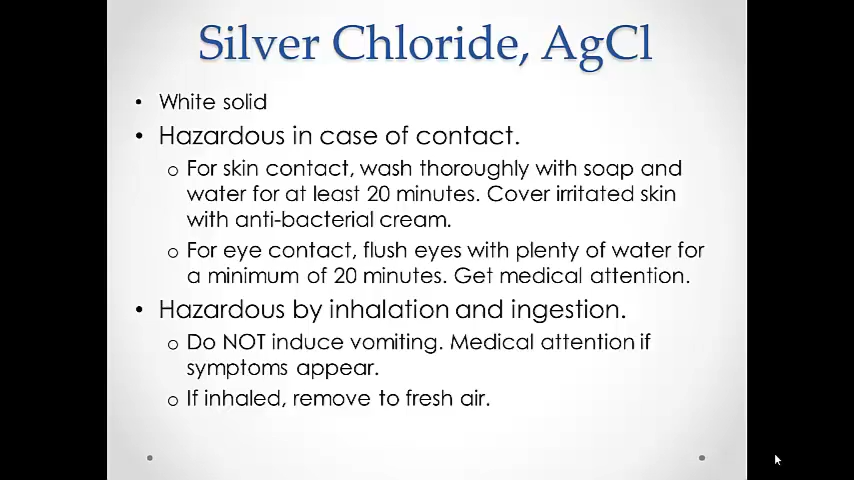 Silver Chloride, AgCl
• White solid
• Hazardous in case of contact.
o For skin contact, wash thoroughly with soap and
water for at least 20 minutes. Cover irritated skin
with anti-bacterial cream.
o For eye contact, flush eyes with plenty of water for
a minimum of 20 minutes. Get medical attention.
• Hazardous by inhalation and ingestion.
o Do NOT induce vomiting. Medical attention if
symptoms appear.
o If inhaled, remove to fresh air.